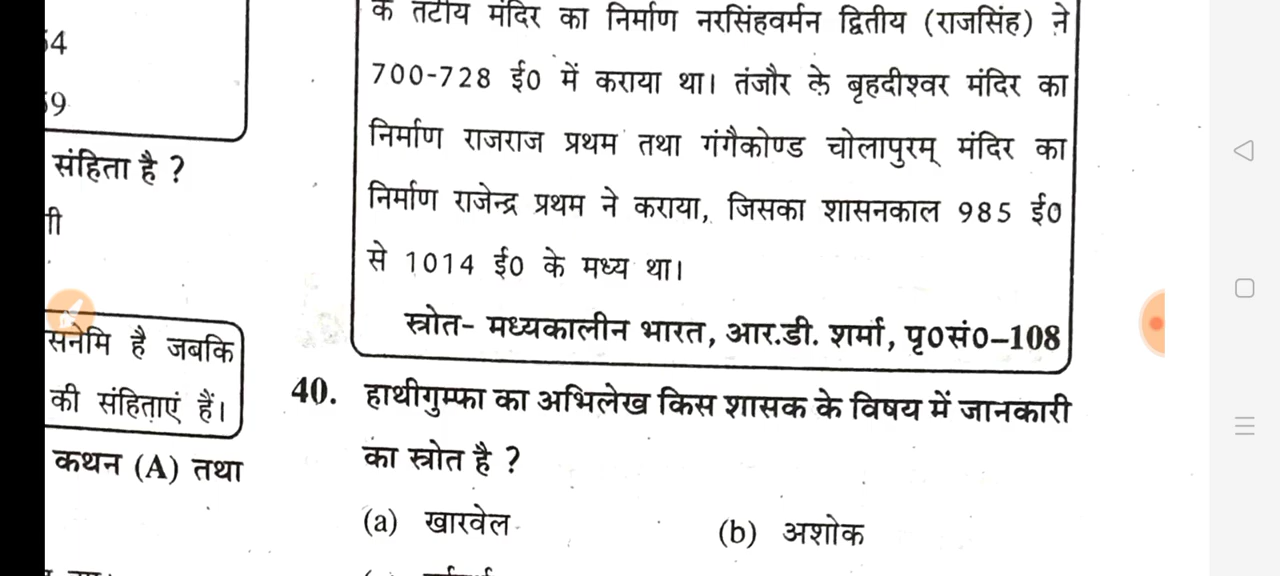 54
59
संहिता है ?
नी
सनेमि है जबकि
की संहिताएं हैं।
कथन (A) तथा
के तटीय मंदिर का निर्माण नरसिंहवर्मन द्वितीय (राजसिंह) ने
700-728 ई0 में कराया था। तंजौर के बृहदीश्वर मंदिर का
निर्माण राजराज प्रथम तथा गंगैकोण्ड चोलापुरम् मंदिर का
निर्माण राजेन्द्र प्रथम ने कराया, जिसका शासनकाल 985 ई0
से 1014 ई0 के मध्य था।
स्त्रोत- मध्यकालीन भारत, आर.डी. शर्मा, पृ0सं0-108
40. हाथीगुम्फा का अभिलेख किस शासक के विषय में जानकारी
का स्त्रोत है ?
(a) खारवेल (b) अशोक